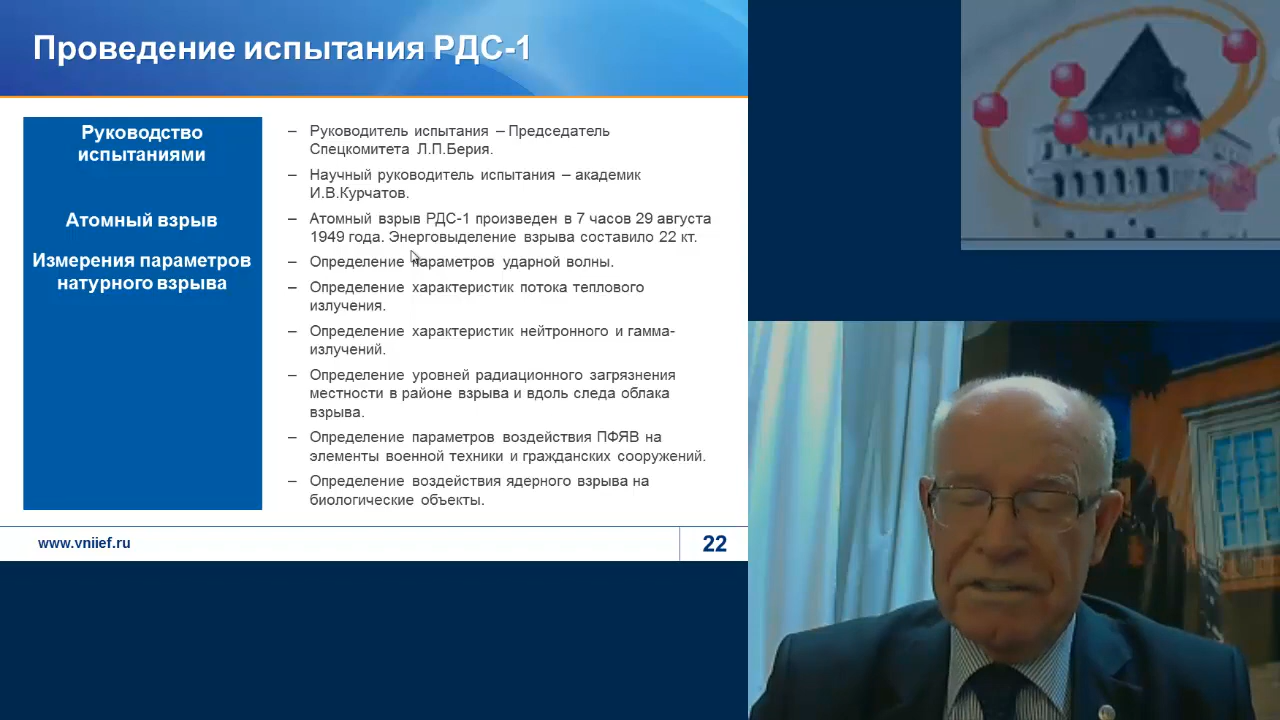 Проведение испытания РДС-1
Руководство
испытаниями
– Руководитель испытания – Председатель
Спецкомитета Л.П.Берия.
– Научный руководитель испытания – академик
И.В.Курчатов.
Атомный взрыв
– Атомный взрыв РДС-1 произведен в 7 часов 29 августа
1949 года. Энерговыделение взрыва составило 22 кт.
Измерения параметров
натурного взрыва
– Определение параметров ударной волны.
– Определение характеристик потока теплового
излучения.
– Определение характеристик нейтронного и гамма-
излучений.
– Определение уровней радиационного загрязнения
местности в районе взрыва и вдоль следа облака
взрыва.
– Определение параметров воздействия ПФЯВ на
элементы военной техники и гражданских сооружений.
– Определение воздействия ядерного взрыва на
биологические объекты.
www.vniief.ru
22